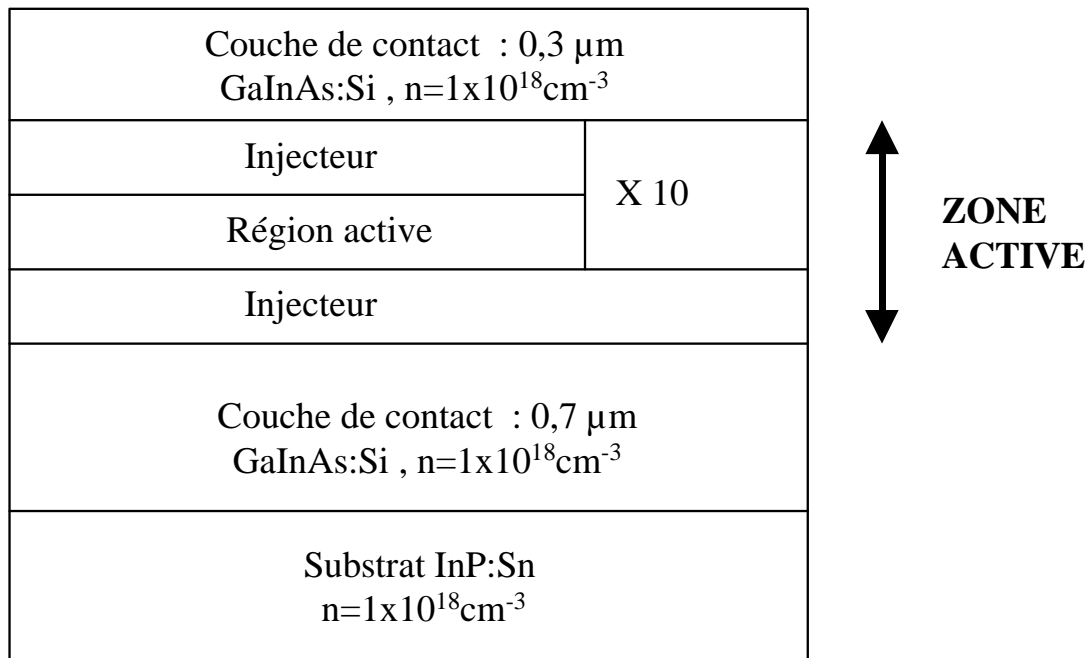 Couche de contact : 0,3 µm
GaInAs:Si , n=1x10¹⁸cm⁻³
Injecteur
X 10
Région active
ZONE
ACTIVE
Injecteur
Couche de contact : 0,7 µm
GaInAs:Si , n=1x10¹⁸cm⁻³
Substrat InP:Sn
n=1x10¹⁸cm⁻³